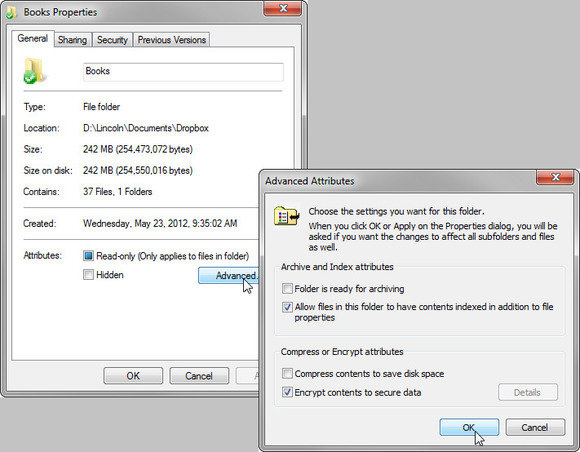 Books Properties
General Sharing Security Previous Versions
Books
Type: File folder
Location: D:\Lincoln\Documents\Dropbox
Size: 242 MB (254,473,072 bytes)
Size on disk: 242 MB (254,550,016 bytes)
Contains: 37 Files, 1 Folders
Created: Wednesday, May 23, 2012, 9:35:02 AM
Attributes: Read-only (Only applies to files in folder)
Hidden Advanced.
OK Cancel
Advanced Attributes
Choose the settings you want for this folder.
When you click OK or Apply on the Properties dialog, you will be
asked if you want the changes to affect all subfolders and files
as well.
Archive and Index attributes
Folder is ready for archiving
Allow files in this folder to have contents indexed in addition to file
properties
Compress or Encrypt attributes
Compress contents to save disk space
Encrypt contents to secure data Details
OK Cancel